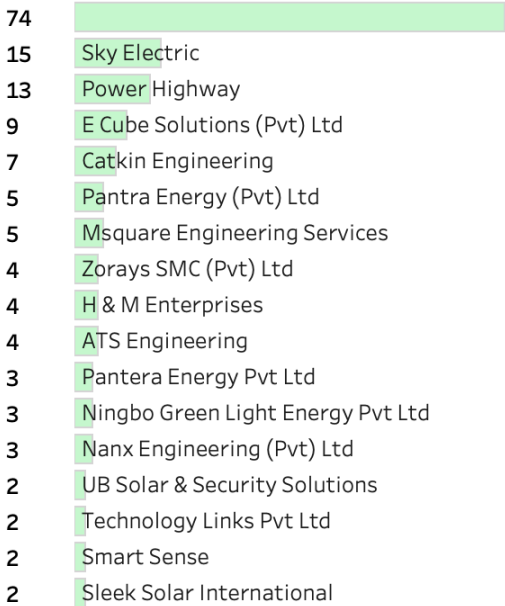 74
15 Sky Electric
13 Power Highway
9 E Cube Solutions (Pvt) Ltd
7 Catkin Engineering
5 Pantra Energy (Pvt) Ltd
5 Msquare Engineering Services
4 Zorays SMC (Pvt) Ltd
4 H & M Enterprises
4 ATS Engineering
3 Pantera Energy Pvt Ltd
3 Ningbo Green Light Energy Pvt Ltd
3 Nanx Engineering (Pvt) Ltd
2 UB Solar & Security Solutions
2 Technology Links Pvt Ltd
2 Smart Sense
2 Sleek Solar International